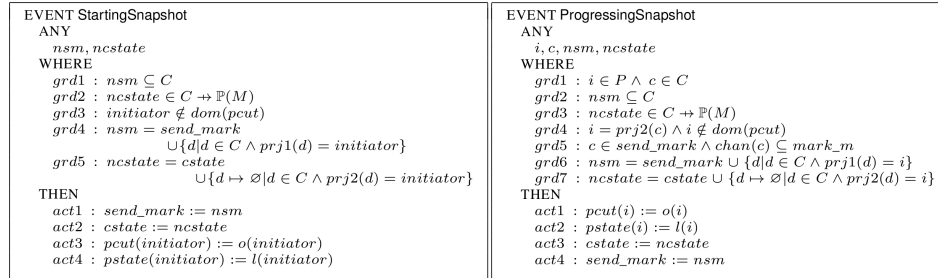 EVENT StartingSnapshot
ANY
nsm, ncstate
WHERE
grd1 : nsm ⊆ C
grd2 : ncstate ∈ C ⇸ ℙ(M)
grd3 : initiator ∉ dom(pcut)
grd4 : nsm = send_mark
∪{d|d ∈ C ∧ prj1(d) = initiator}
grd5 : ncstate = cstate
∪{d ↦ ∅|d ∈ C ∧ prj2(d) = initiator}
THEN
act1 : send_mark := nsm
act2 : cstate := ncstate
act3 : pcut(initiator) := o(initiator)
act4 : pstate(initiator) := l(initiator)
EVENT ProgressingSnapshot
ANY
i, c, nsm, ncstate
WHERE
grd1 : i ∈ P ∧ c ∈ C
grd2 : nsm ⊆ C
grd3 : ncstate ∈ C ⇸ ℙ(M)
grd4 : i = prj2(c) ∧ i ∉ dom(pcut)
grd5 : c ∈ send_mark ∧ chan(c) ⊆ mark_m
grd6 : nsm = send_mark ∪ {d|d ∈ C ∧ prj1(d) = i}
grd7 : ncstate = cstate ∪ {d ↦ ∅|d ∈ C ∧ prj2(d) = i}
THEN
act1 : pcut(i) := o(i)
act2 : pstate(i) := l(i)
act3 : cstate := ncstate
act4 : send_mark := nsm